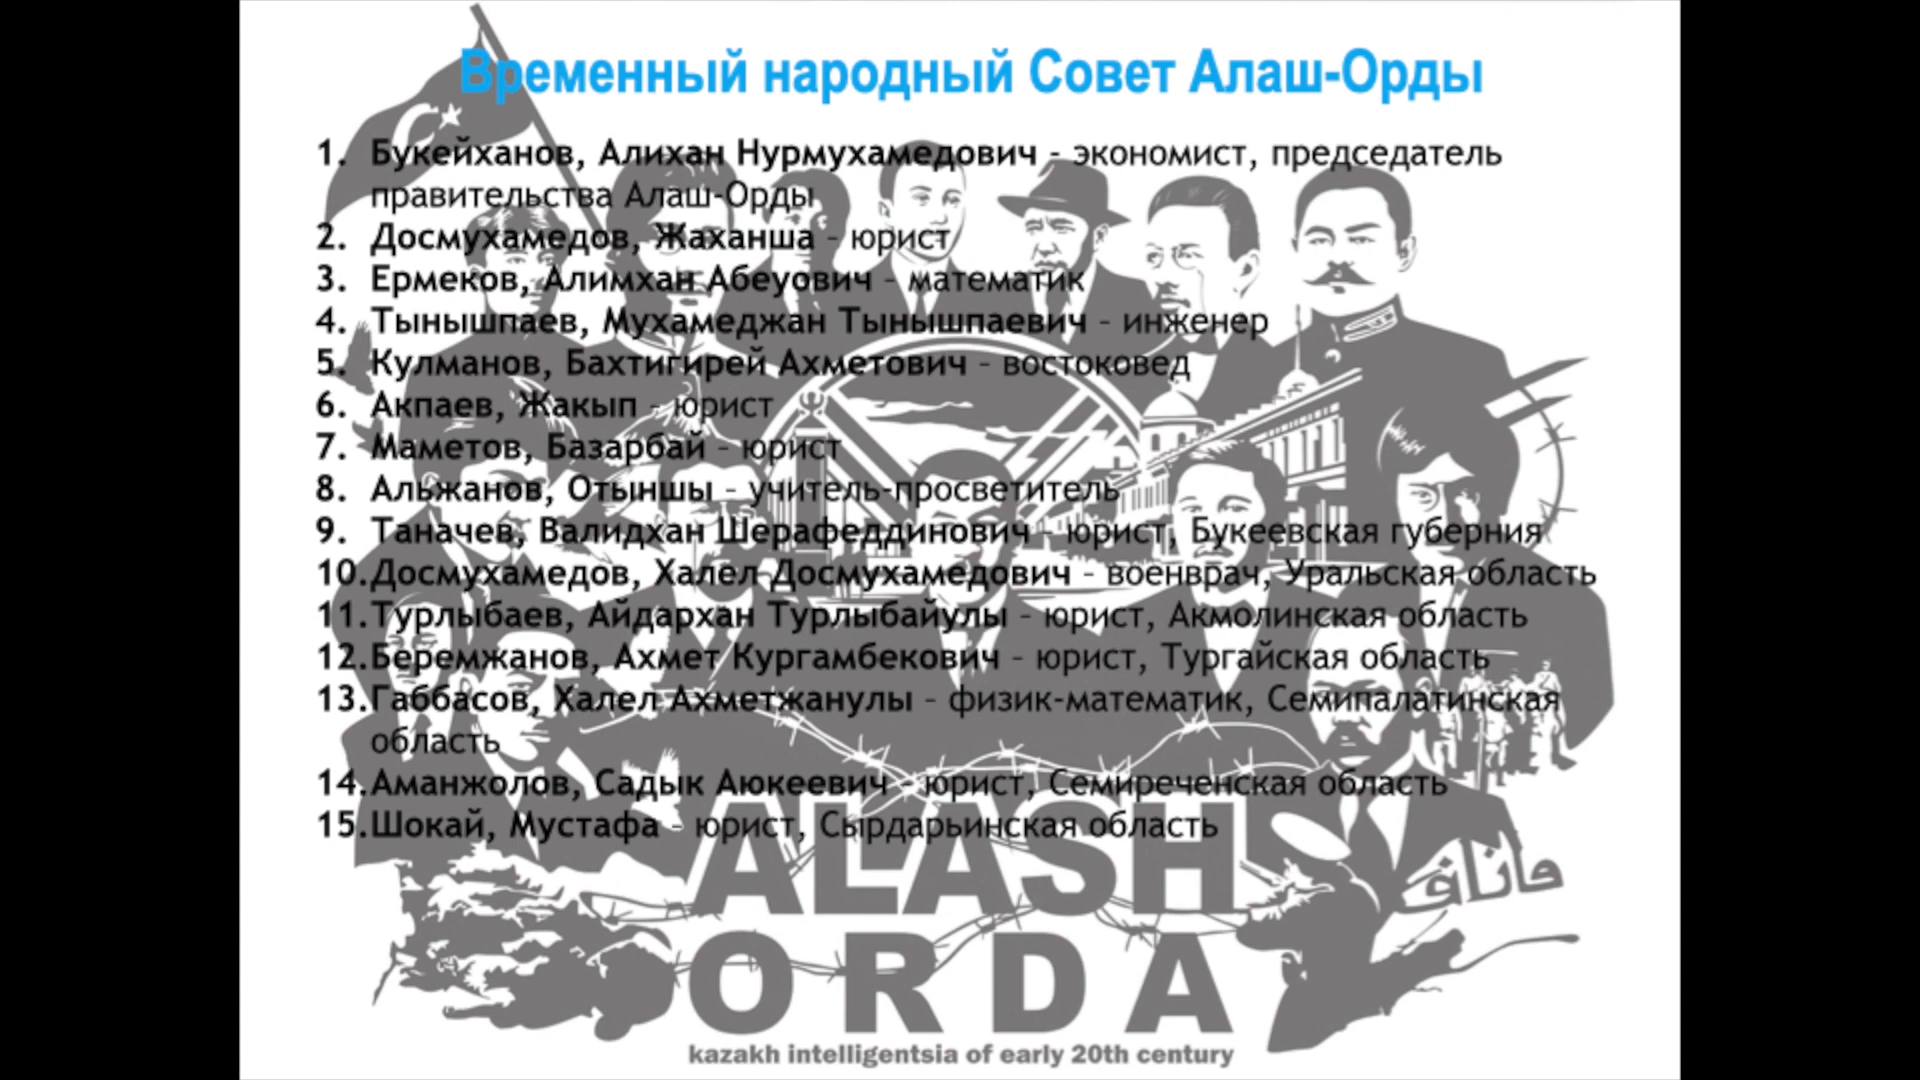 Временный народный Совет Алаш-Орды
1. Букейханов, Алихан Нурмухамедович - экономист, председатель
правительства Алаш-Орды
2. Досмухамедов, Жаханша – юрист
3. Ермеков, Алимхан Абеуович – математик
4. Тынышпаев, Мухамеджан Тынышпаевич – инженер
5. Кулманов, Бахтигирей Ахметович – востоковед
6. Акпаев, Жакып – юрист
7. Маметов, Базарбай – юрист
8. Альжанов, Отыншы – учитель-просветитель
9. Таначев, Валидхан Шерафеддинович – юрист, Букеевская губерния
10.Досмухамедов, Халел Досмухамедович – военврач, Уральская область
11.Турлыбаев, Айдархан Турлыбайулы – юрист, Акмолинская область
12.Беремжанов, Ахмет Кургамбекович – юрист, Тургайская область
13.Габбасов, Халел Ахметжанулы – физик-математик, Семипалатинская
область
14.Аманжолов, Садык Аюкеевич – юрист, Семиреченская область
15.Шокай, Мустафа – юрист, Сырдарьинская область
ALASH
ORDA
kazakh intelligentsia of early 20th century